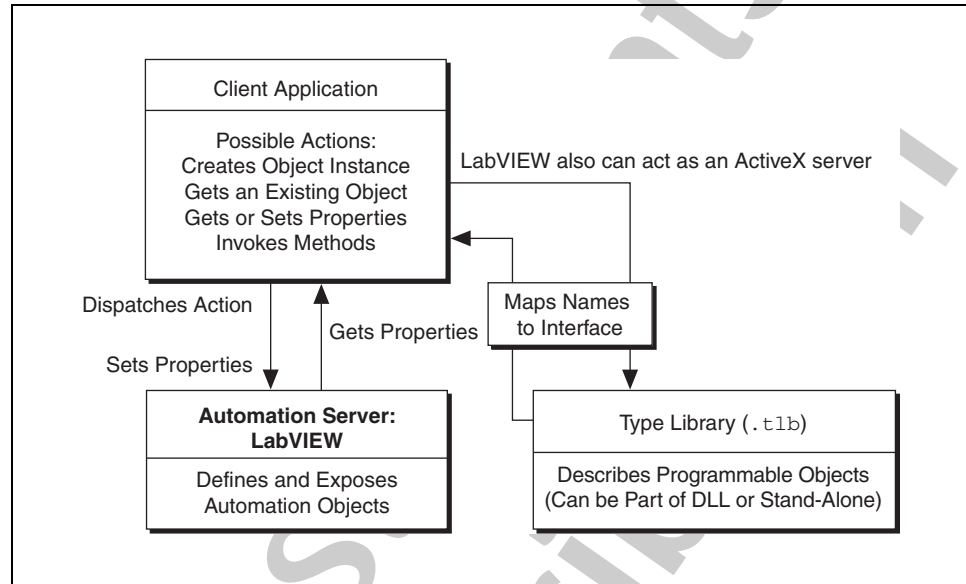 Client Application
Possible Actions:
Creates Object Instance
Gets an Existing Object
Gets or Sets Properties
Invokes Methods
LabVIEW also can act as an ActiveX server
Dispatches Action
Sets Properties
Gets Properties
Maps Names
to Interface
Automation Server:
LabVIEW
Defines and Exposes
Automation Objects
Type Library (.tlb)
Describes Programmable Objects
(Can be Part of DLL or Stand-Alone)